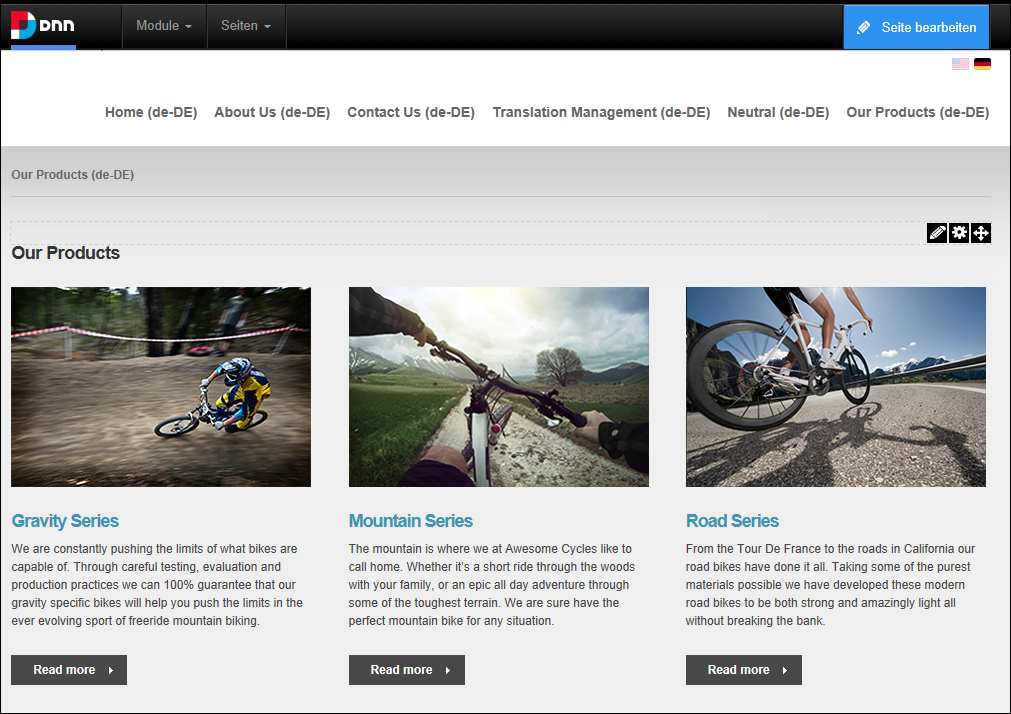 DNN Module Seiten Seite bearbeiten
Home (de-DE) About Us (de-DE) Contact Us (de-DE) Translation Management (de-DE) Neutral (de-DE) Our Products (de-DE)
Our Products (de-DE)
Our Products
Gravity Series
We are constantly pushing the limits of what bikes are
capable of. Through careful testing, evaluation and
production practices we can 100% guarantee that our
gravity specific bikes will help you push the limits in the
ever evolving sport of freeride mountain biking.
Read more
Mountain Series
The mountain is where we at Awesome Cycles like to
call home. Whether it's a short ride through the woods
with your family, or an epic all day adventure through
some of the toughest terrain. We are sure have the
perfect mountain bike for any situation.
Read more
Road Series
From the Tour De France to the roads in California our
road bikes have done it all. Taking some of the purest
materials possible we have developed these modern
road bikes to be both strong and amazingly light all
without breaking the bank.
Read more